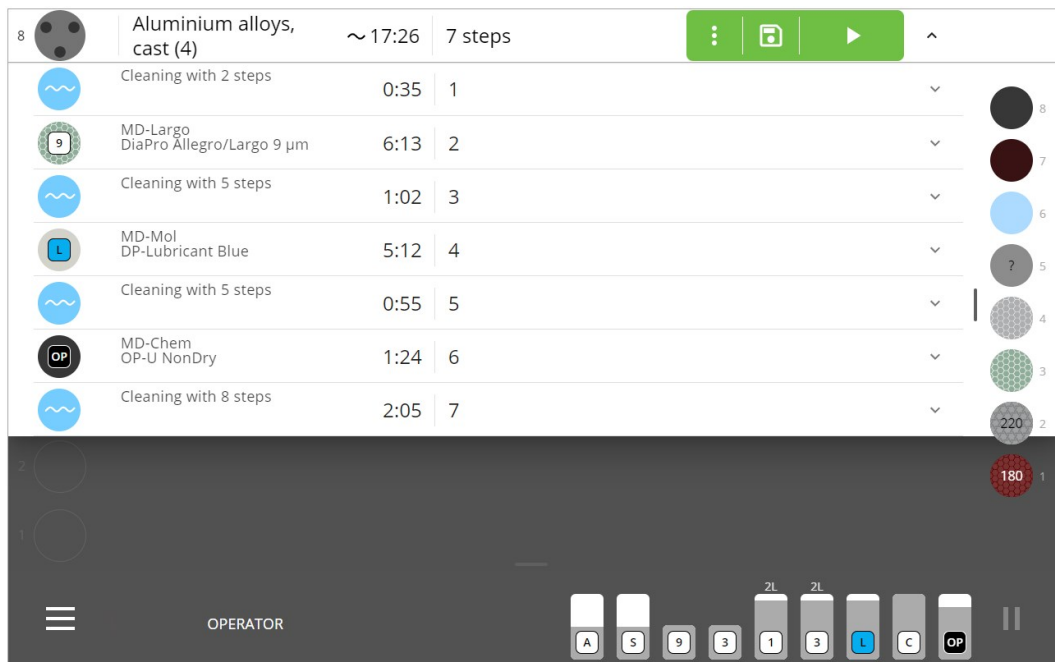 8
Aluminium alloys,
cast (4)
~ 17:26
7 steps
Cleaning with 2 steps
0:35
1
9
MD-Largo
DiaPro Allegro/Largo 9 µm
6:13
2
Cleaning with 5 steps
1:02
3
L
MD-Mol
DP-Lubricant Blue
5:12
4
Cleaning with 5 steps
0:55
5
OP
MD-Chem
OP-U NonDry
1:24
6
Cleaning with 8 steps
2:05
7
8
7
6
? 5
4
3
220 2
180 1
2
1
OPERATOR
2L 2L
A S 9 3 1 3 L C OP